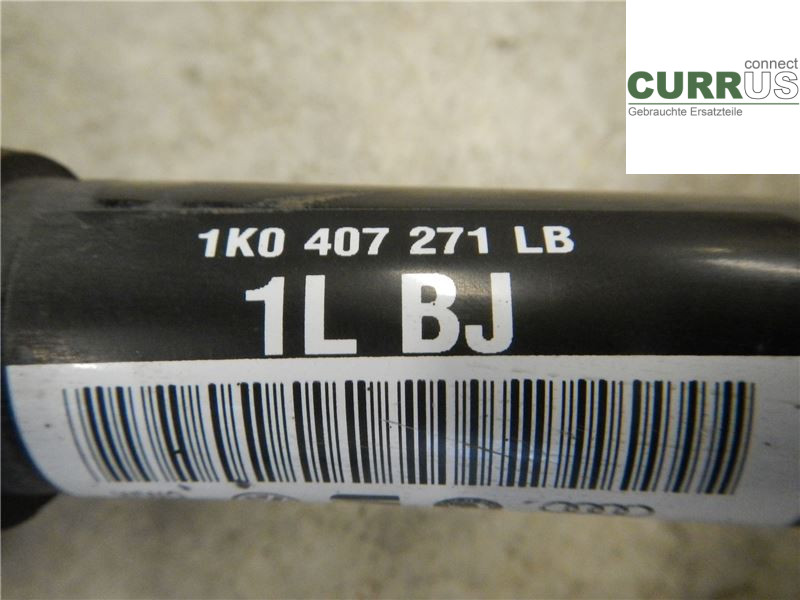 connect
CURRUS
Gebrauchte Ersatzteile
1K0 407 271 LB
1L BJ